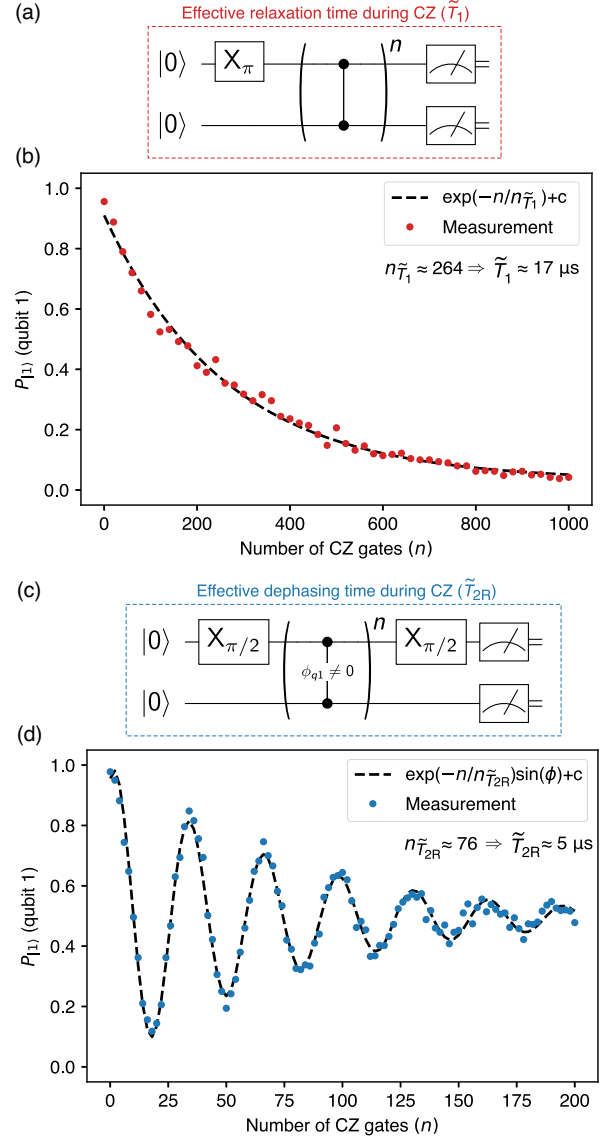 (a)
Effective relaxation time during CZ (T̃₁)
|0⟩ Xπ n
|0⟩
(b)
1.0
0.8
0.6
0.4
0.2
0.0
P|1⟩ (qubit 1)
exp(−n/nT̃₁)+c
Measurement
nT̃₁ ≈ 264 ⇒ T̃₁ ≈ 17 μs
0 200 400 600 800 1000
Number of CZ gates (n)
(c)
Effective dephasing time during CZ (T̃2R)
|0⟩ Xπ/2 n Xπ/2
ϕq1 ≠ 0
|0⟩
(d)
1.0
0.8
0.6
0.4
0.2
0.0
P|1⟩ (qubit 1)
exp(−n/nT̃2R)sin(ϕ)+c
Measurement
nT̃2R ≈ 76 ⇒ T̃2R ≈ 5 μs
0 25 50 75 100 125 150 175 200
Number of CZ gates (n)